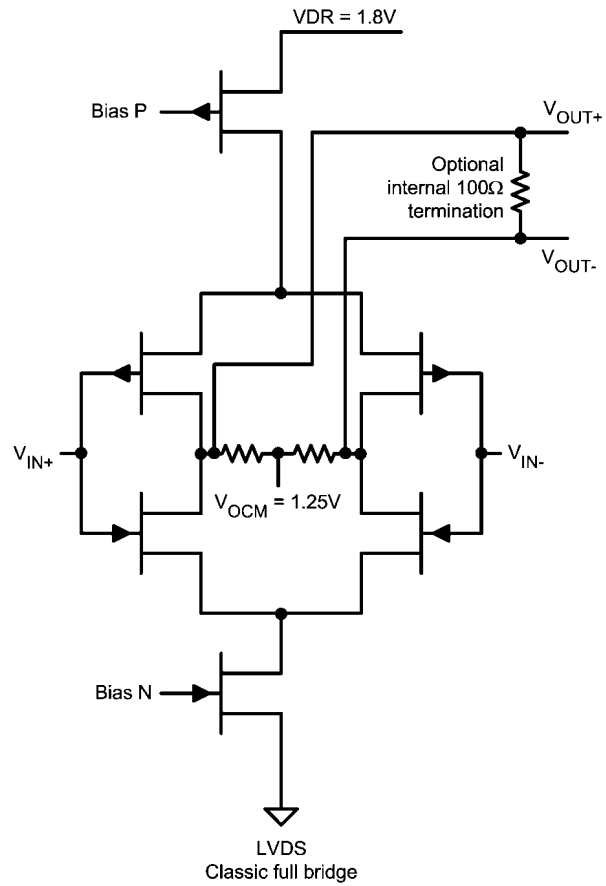 VDR = 1.8V
Bias P
VOUT+
Optional
internal 100Ω
termination
VOUT-
VIN+
VIN-
VOCM = 1.25V
Bias N
LVDS
Classic full bridge